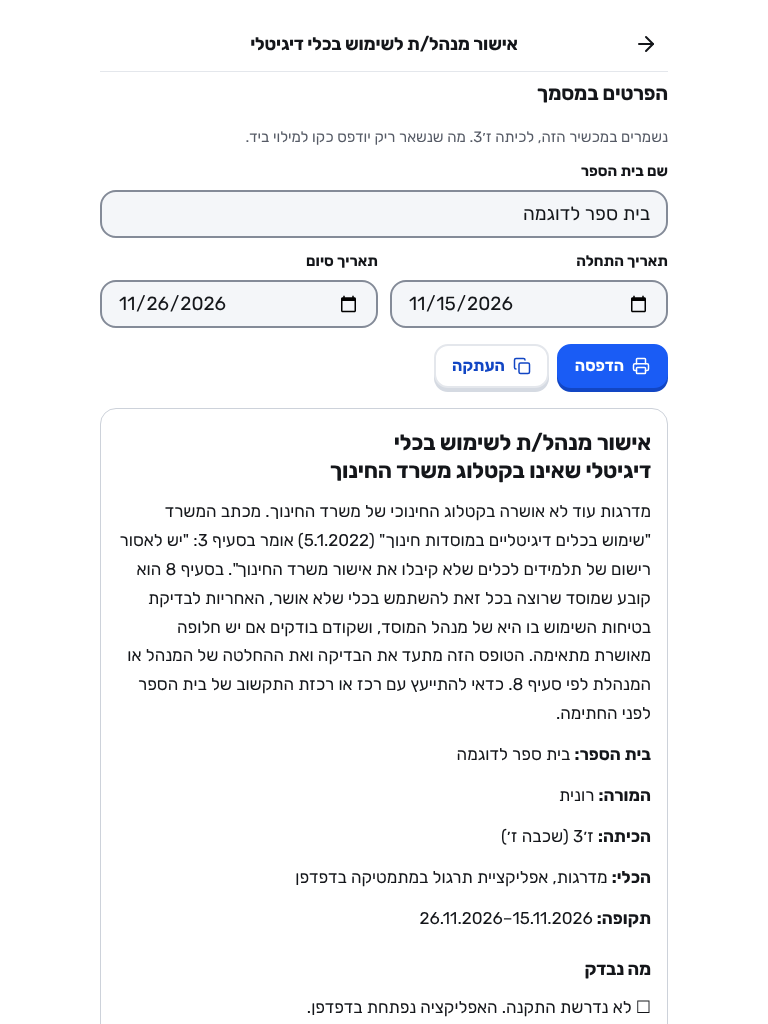 אישור מנהל/ת לשימוש בכלי דיגיטלי
הפרטים במסמך
נשמרים במכשיר הזה, לכיתה ז׳3. מה שנשאר ריק יודפס כקו למילוי ביד.
שם בית הספר
בית ספר לדוגמה
תאריך התחלה
תאריך סיום
11/15/2026
11/26/2026
הדפסה
העתקה
אישור מנהל/ת לשימוש בכלי
דיגיטלי שאינו בקטלוג משרד החינוך
מדרגות עוד לא אושרה בקטלוג החינוכי של משרד החינוך. מכתב המשרד
"שימוש בכלים דיגיטליים במוסדות חינוך" (5.1.2022) אומר בסעיף 3: "יש לאסור
רישום של תלמידים לכלים שלא קיבלו את אישור משרד החינוך". בסעיף 8 הוא
קובע שמוסד שרוצה בכל זאת להשתמש בכלי שלא אושר, האחריות לבדיקת
בטיחות השימוש בו היא של מנהל המוסד, ושקודם בודקים אם יש חלופה
מאושרת מתאימה. הטופס הזה מתעד את הבדיקה ואת ההחלטה של המנהל או
המנהלת לפי סעיף 8. כדאי להתייעץ עם רכז או רכזת התקשוב של בית הספר
לפני החתימה.
בית הספר: בית ספר לדוגמה
המורה: רונית
הכיתה: ז׳3 (שכבה ז׳)
הכלי: מדרגות, אפליקציית תרגול במתמטיקה בדפדפן
תקופה: 15.11.2026–26.11.2026
מה נבדק
☐ לא נדרשת התקנה. האפליקציה נפתחת בדפדפן.